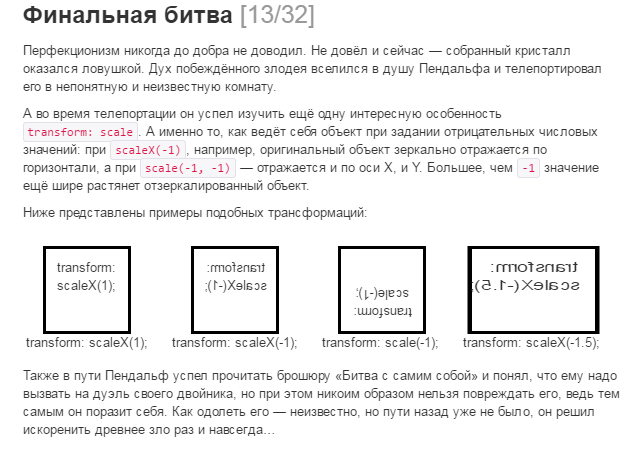 Финальная битва [13/32]
Перфекционизм никогда до добра не доводил. Не довёл и сейчас — собранный кристалл
оказался ловушкой. Дух побеждённого злодея вселился в душу Пендальфа и телепортировал
его в непонятную и неизвестную комнату.
А во время телепортации он успел изучить ещё одну интересную особенность
transform: scale. А именно то, как ведёт себя объект при задании отрицательных числовых
значений: при scaleX(-1), например, оригинальный объект зеркально отражается по
горизонтали, а при scale(-1, -1) — отражается и по оси X, и Y. Большее, чем -1 значение
ещё шире растянет отзеркалированный объект.
Ниже представлены примеры подобных трансформаций:
transform: transform: transform:
scaleX(1); scaleX(-1); scale(-1); scaleX(-1.5);
transform:
transform: scaleX(1); transform: scaleX(-1); transform: scale(-1); transform: scaleX(-1.5);
Также в пути Пендальф успел прочитать брошюру «Битва с самим собой» и понял, что ему надо
вызвать на дуэль своего двойника, но при этом никоим образом нельзя повреждать его, ведь тем
самым он поразит себя. Как одолеть его — неизвестно, но пути назад уже не было, он решил
искоренить древнее зло раз и навсегда…